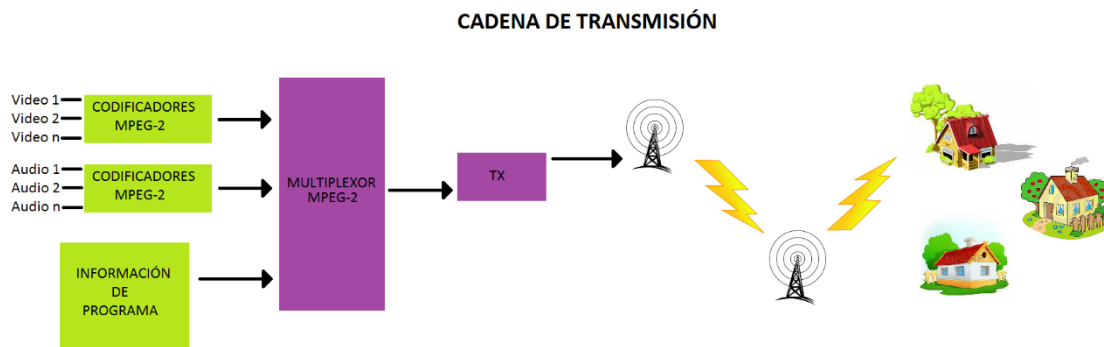 CADENA DE TRANSMISIÓN
Video 1
Video 2
Video n
CODIFICADORES
MPEG-2
Audio 1
Audio 2
Audio n
CODIFICADORES
MPEG-2
INFORMACIÓN
DE
PROGRAMA
MULTIPLEXOR
MPEG-2
TX